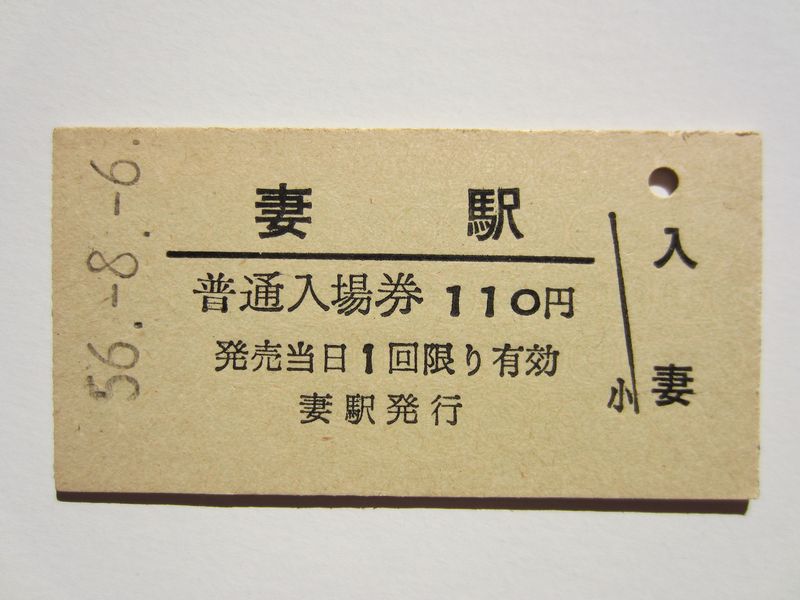 56.-8.-6.
妻駅
普通入場券 110円
発売当日1回限り有効
妻駅発行
小
入
妻